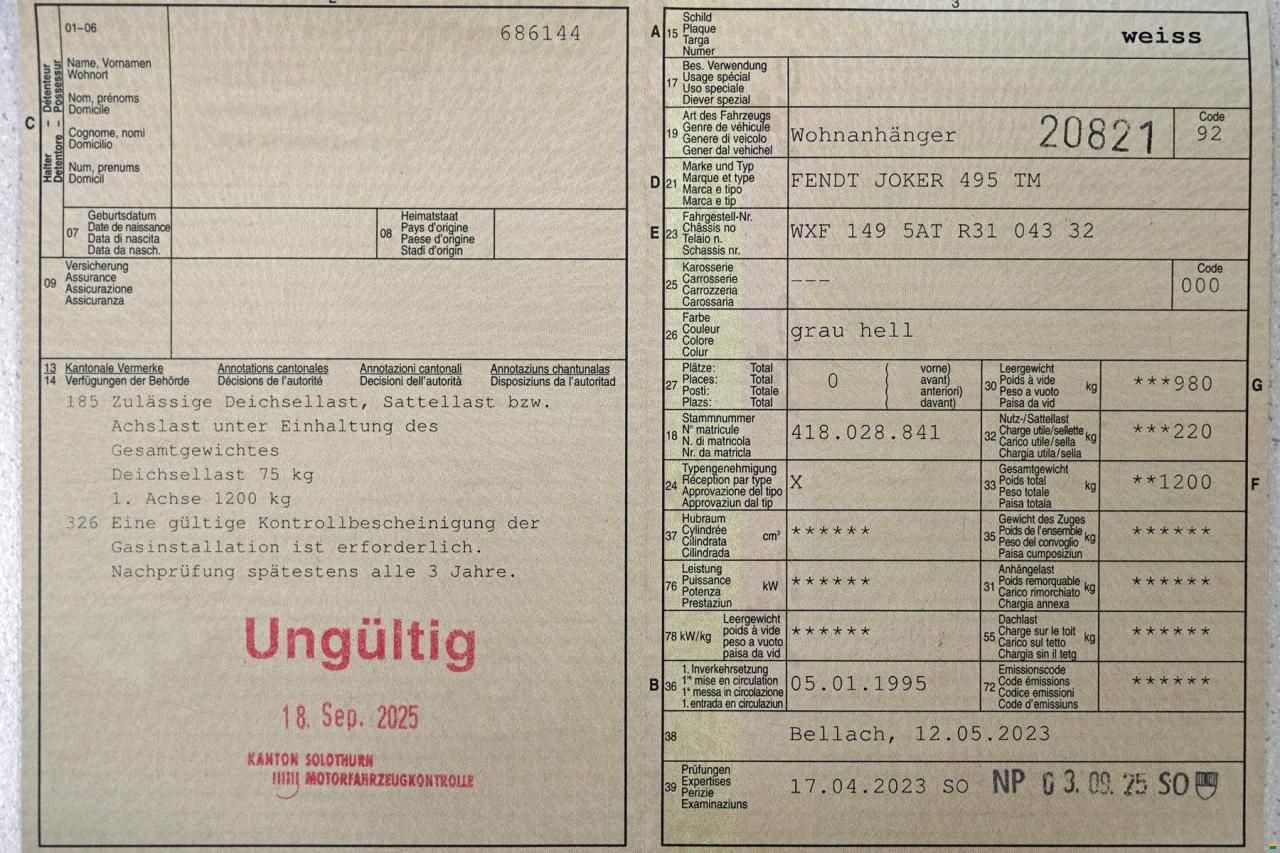 3
01-06
686144
Halter – Détenteur
Detentore – Possessur
C
Name, Vornamen
Wohnort
Nom, prénoms
Domicile
Cognome, nomi
Domicilio
Num, prenums
Domicil
07
Geburtsdatum
Date de naissance
Data di nascita
Data da nasch.
08
Heimatstaat
Pays d'origine
Paese d'origine
Stadi d'origin
09
Versicherung
Assurance
Assicurazione
Assicuranza
13 Kantonale Vermerke Annotations cantonales Annotazioni cantonali Annotaziuns chantunalas
14 Verfügungen der Behörde Décisions de l'autorité Decisioni dell'autorità Disposiziuns da l'autoritad
185 Zulässige Deichsellast, Sattellast bzw.
Achslast unter Einhaltung des
Gesamtgewichtes
Deichsellast 75 kg
1. Achse 1200 kg
326 Eine gültige Kontrollbescheinigung der
Gasinstallation ist erforderlich.
Nachprüfung spätestens alle 3 Jahre.
Ungültig
18. Sep. 2025
KANTON SOLOTHURN
MOTORFAHRZEUGKONTROLLE
A 15
Schild
Plaque
Targa
Numer
weiss
17
Bes. Verwendung
Usage spécial
Uso speciale
Diever spezial
19
Art des Fahrzeugs
Genre de véhicule
Genere di veicolo
Gener dal vehichel
Wohnanhänger 20821
Code
92
D 21
Marke und Typ
Marque et type
Marca e tipo
Marca e tip
FENDT JOKER 495 TM
E 23
Fahrgestell-Nr.
Châssis no
Telaio n.
Schassis nr.
WXF 149 5AT R31 043 32
25
Karosserie
Carrosserie
Carrozzeria
Carossaria
---
Code
000
26
Farbe
Couleur
Colore
Colur
grau hell
27
Plätze: Total
Places: Total
Posti: Totale
Plazs: Total
0
( vorne)
( avant)
( anteriori)
( davant)
30
Leergewicht
Poids à vide
Peso a vuoto
Paisa da vid
kg
***980
G
18
Stammnummer
N° matricule
N. di matricola
Nr. da matricla
418.028.841
32
Nutz-/Sattellast
Charge utile/sellette
Carico utile/sella
Chargia utila/sella
kg
***220
24
Typengenehmigung
Réception par type
Approvazione del tipo
Approvaziun dal tip
X
33
Gesamtgewicht
Poids total
Peso totale
Paisa totala
kg
**1200
F
37
Hubraum
Cylindrée
Cilindrata
Cilindrada
cm³
******
35
Gewicht des Zuges
Poids de l'ensemble
Peso del convoglio
Paisa cumposiziun
kg
******
76
Leistung
Puissance
Potenza
Prestaziun
kW
******
31
Anhängelast
Poids remorquable
Carico rimorchiato
Chargia annexa
kg
******
78 kW/kg
Leergewicht
poids à vide
peso a vuoto
paisa da vid
******
55
Dachlast
Charge sur le toit
Carico sul tetto
Chargia sin il tetg
kg
******
B 36
1. Inverkehrsetzung
1re mise en circulation
1a messa in circolazione
1. entrada en circulaziun
05.01.1995
72
Emissionscode
Code émissions
Codice emissioni
Code d'emissiuns
******
38
Bellach, 12.05.2023
39
Prüfungen
Expertises
Perizie
Examinaziuns
17.04.2023 SO NP 03. 09. 25 SO